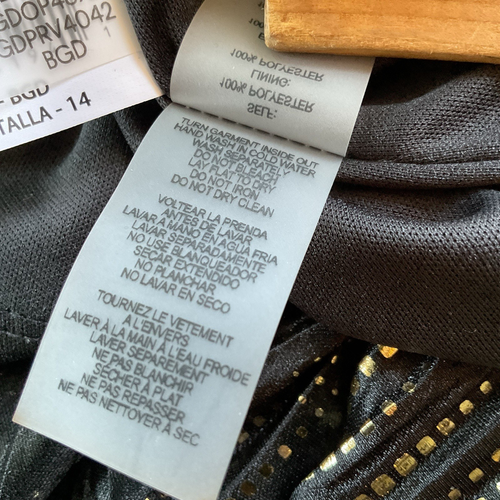 GDPRV4042
BGD
BGD
TALLA - 14
100% POLYESTER
LINING:
100% POLYESTER
SELF:
TURN GARMENT INSIDE OUT
HAND WASH IN COLD WATER
WASH SEPARATELY
DO NOT BLEACH
LAY FLAT TO DRY
DO NOT IRON
DO NOT DRY CLEAN
VOLTEAR LA PRENDA
ANTES DE LAVAR
LAVAR A MANO EN AGUA FRIA
LAVAR SEPARADAMENTE
NO USE BLANQUEADOR
SECAR EXTENDIDO
NO PLANCHAR
NO LAVAR EN SECO
TOURNEZ LE VETEMENT
À L'ENVERS
LAVER À LA MAIN À L'EAU FROIDE
LAVER SEPAREMENT
NE PAS BLANCHIR
SÉCHER À PLAT
NE PAS REPASSER
NE PAS NETTOYER À SEC